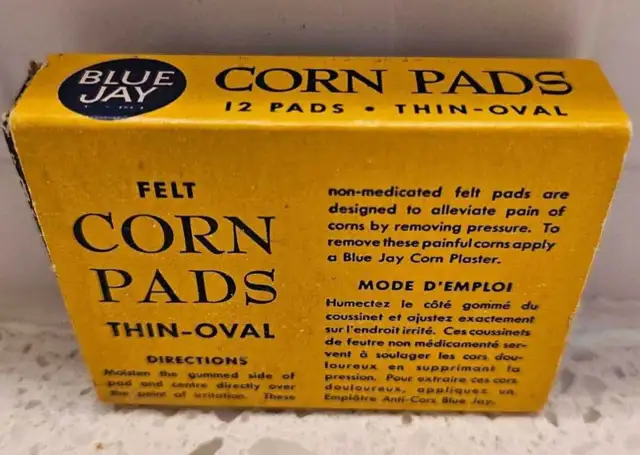 BLUE
JAY
CORN PADS
12 PADS • THIN-OVAL
FELT
CORN
PADS
THIN-OVAL
DIRECTIONS
Moisten the gummed side of
pad and centre directly over
the point of irritation. These
non-medicated felt pads are
designed to alleviate pain of
corns by removing pressure. To
remove these painful corns apply
a Blue Jay Corn Plaster.
MODE D'EMPLOI
Humectez le côté gommé du
coussinet et ajustez exactement
sur l'endroit irrité. Ces coussinets
de feutre non médicamenté ser-
vent à soulager les cors dou-
loureux en supprimant la
pression. Pour extraire ces cors
douloureux, appliquez un
Emplâtre Anti-Cors Blue Jay.